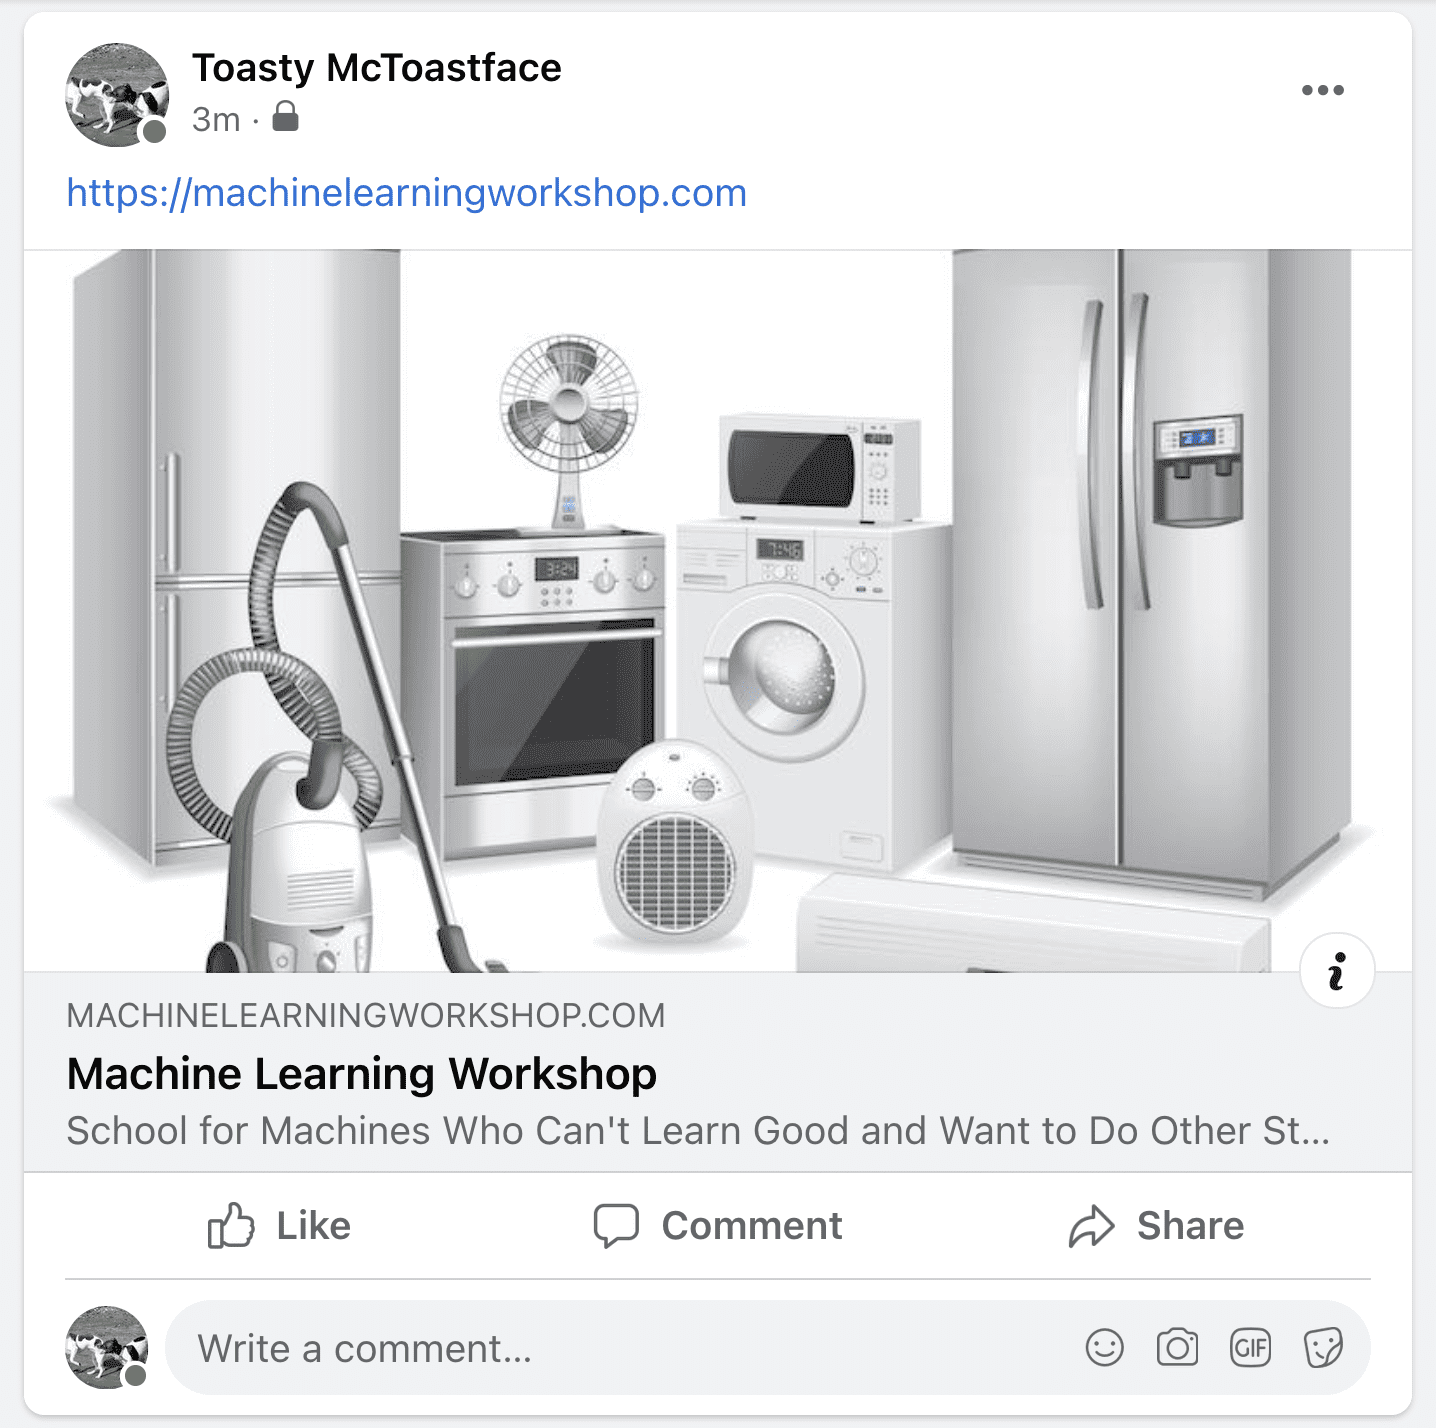 Toasty McToastface
3m ·
https://machinelearningworkshop.com
3:24
7:46
MACHINELEARNINGWORKSHOP.COM
Machine Learning Workshop
School for Machines Who Can't Learn Good and Want to Do Other St...
Like
Comment
Share
Write a comment...
GIF